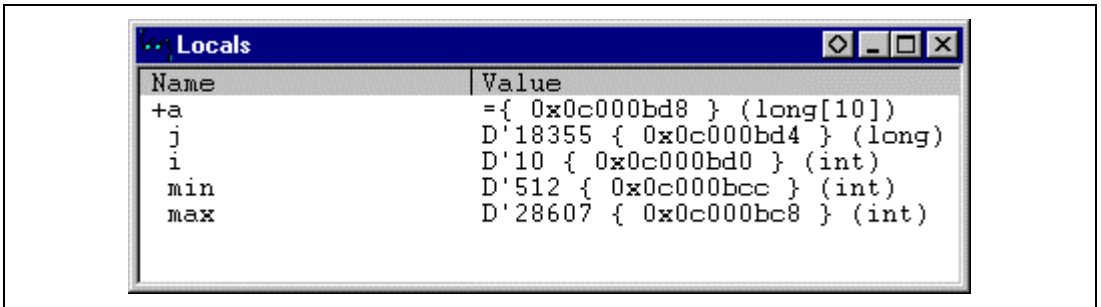 Locals
Name Value
+a ={ 0x0c000bd8 } (long[10])
j D'18355 { 0x0c000bd4 } (long)
i D'10 { 0x0c000bd0 } (int)
min D'512 { 0x0c000bcc } (int)
max D'28607 { 0x0c000bc8 } (int)